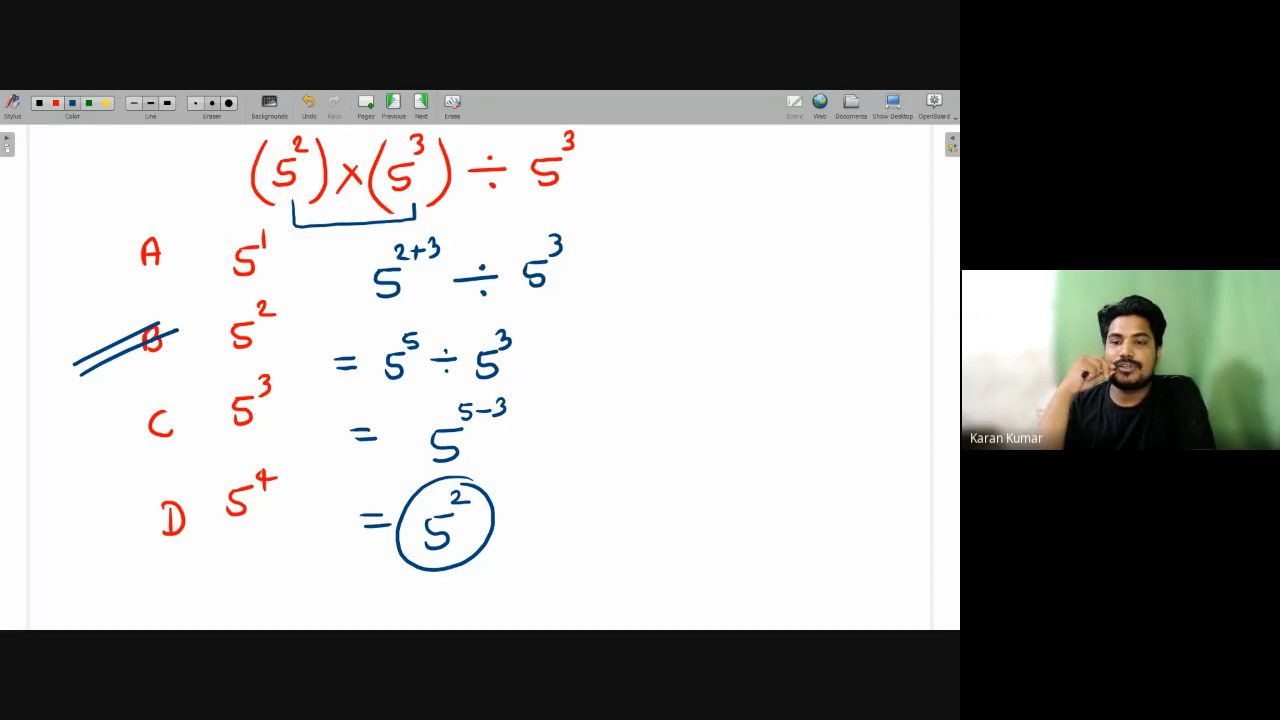 Stylus Color Line Eraser Backgrounds Undo Redo Pages Previous Next Erase Board Web Documents Show Desktop OpenBoard
(5²)×(5³) ÷ 5³
A 5¹ 5²⁺³ ÷ 5³
B 5² = 5⁵ ÷ 5³
C 5³ = 5⁵⁻³
D 5⁴ = 5²
Karan Kumar